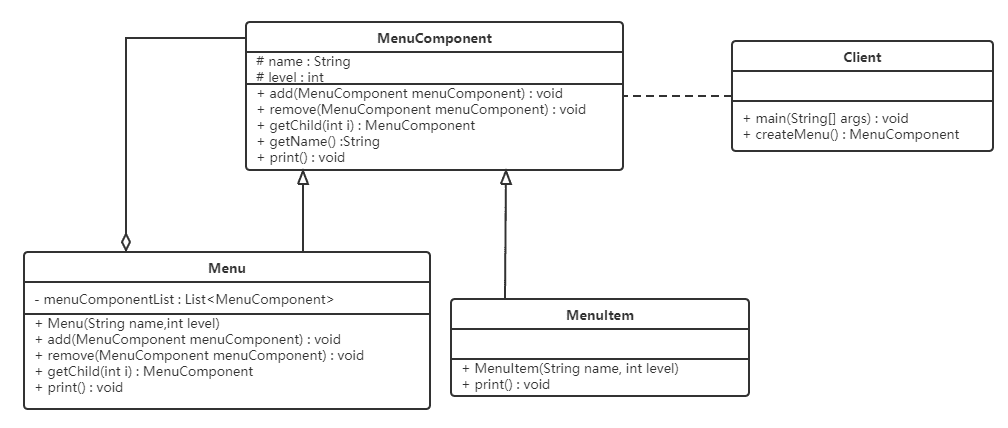 MenuComponent
# name : String
# level : int
+ add(MenuComponent menuComponent) : void
+ remove(MenuComponent menuComponent) : void
+ getChild(int i) : MenuComponent
+ getName() :String
+ print() : void
Client
+ main(String[] args) : void
+ createMenu() : MenuComponent
Menu
- menuComponentList : List<MenuComponent>
+ Menu(String name,int level)
+ add(MenuComponent menuComponent) : void
+ remove(MenuComponent menuComponent) : void
+ getChild(int i) : MenuComponent
+ print() : void
MenuItem
+ MenuItem(String name, int level)
+ print() : void